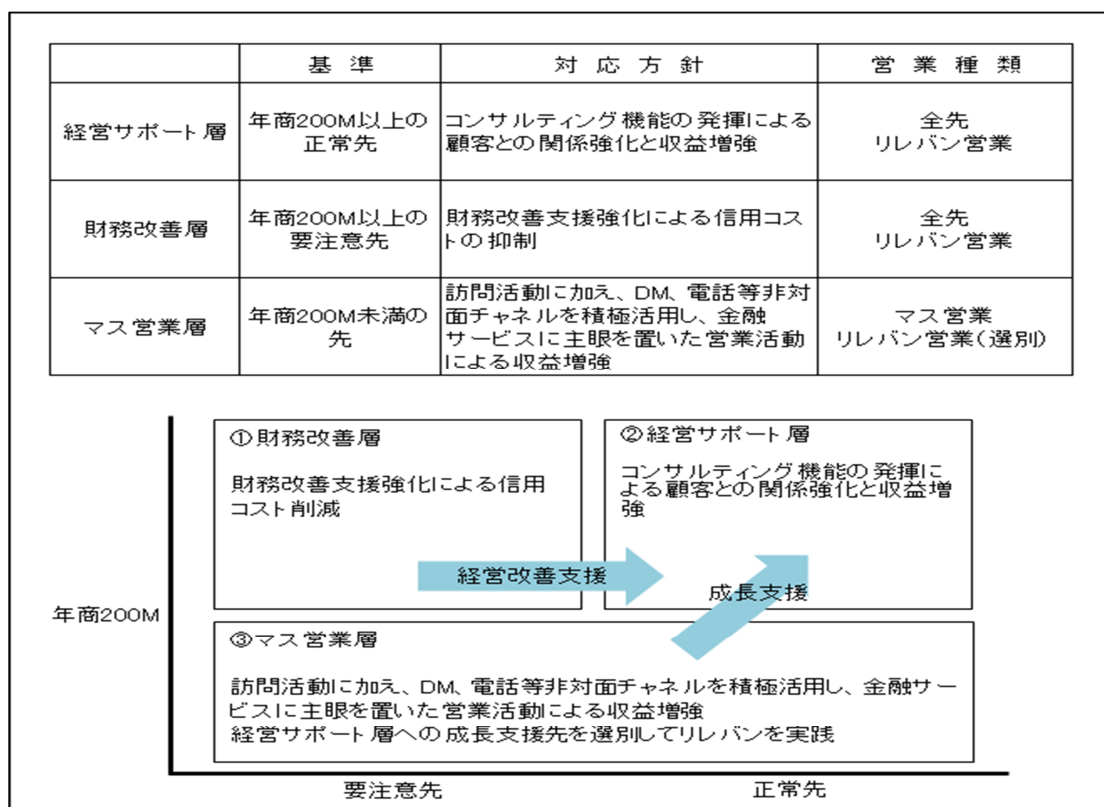 基 準
対 応 方 針
営 業 種 類
経営サポート層
年商200M以上の
正常先
コンサルティング機能の発揮による
顧客との関係強化と収益増強
全先
リレバン営業
財務改善層
年商200M以上の
要注意先
財務改善支援強化による信用コス
トの抑制
全先
リレバン営業
マス営業層
年商200M未満の
先
訪問活動に加え、DM、電話等非対
面チャネルを積極活用し、金融
サービスに主眼を置いた営業活動
による収益増強
マス営業
リレバン営業(選別)
①財務改善層
財務改善支援強化による信用
コスト削減
②経営サポート層
コンサルティング機能の発揮に
よる顧客との関係強化と収益増
強
経営改善支援
成長支援
年商200M
③マス営業層
訪問活動に加え、DM、電話等非対面チャネルを積極活用し、金融サー
ビスに主眼を置いた営業活動による収益増強
経営サポート層への成長支援先を選別してリレバンを実践
要注意先
正常先